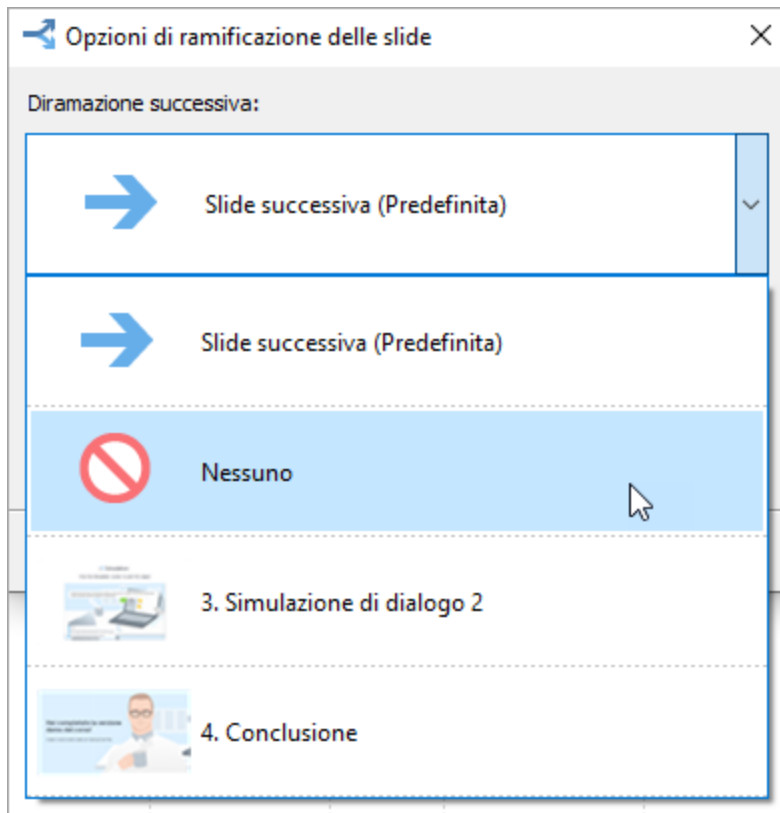 Opzioni di ramificazione delle slide
Diramazione successiva:
Slide successiva (Predefinita)
Slide successiva (Predefinita)
Nessuno
3. Simulazione di dialogo 2
4. Conclusione